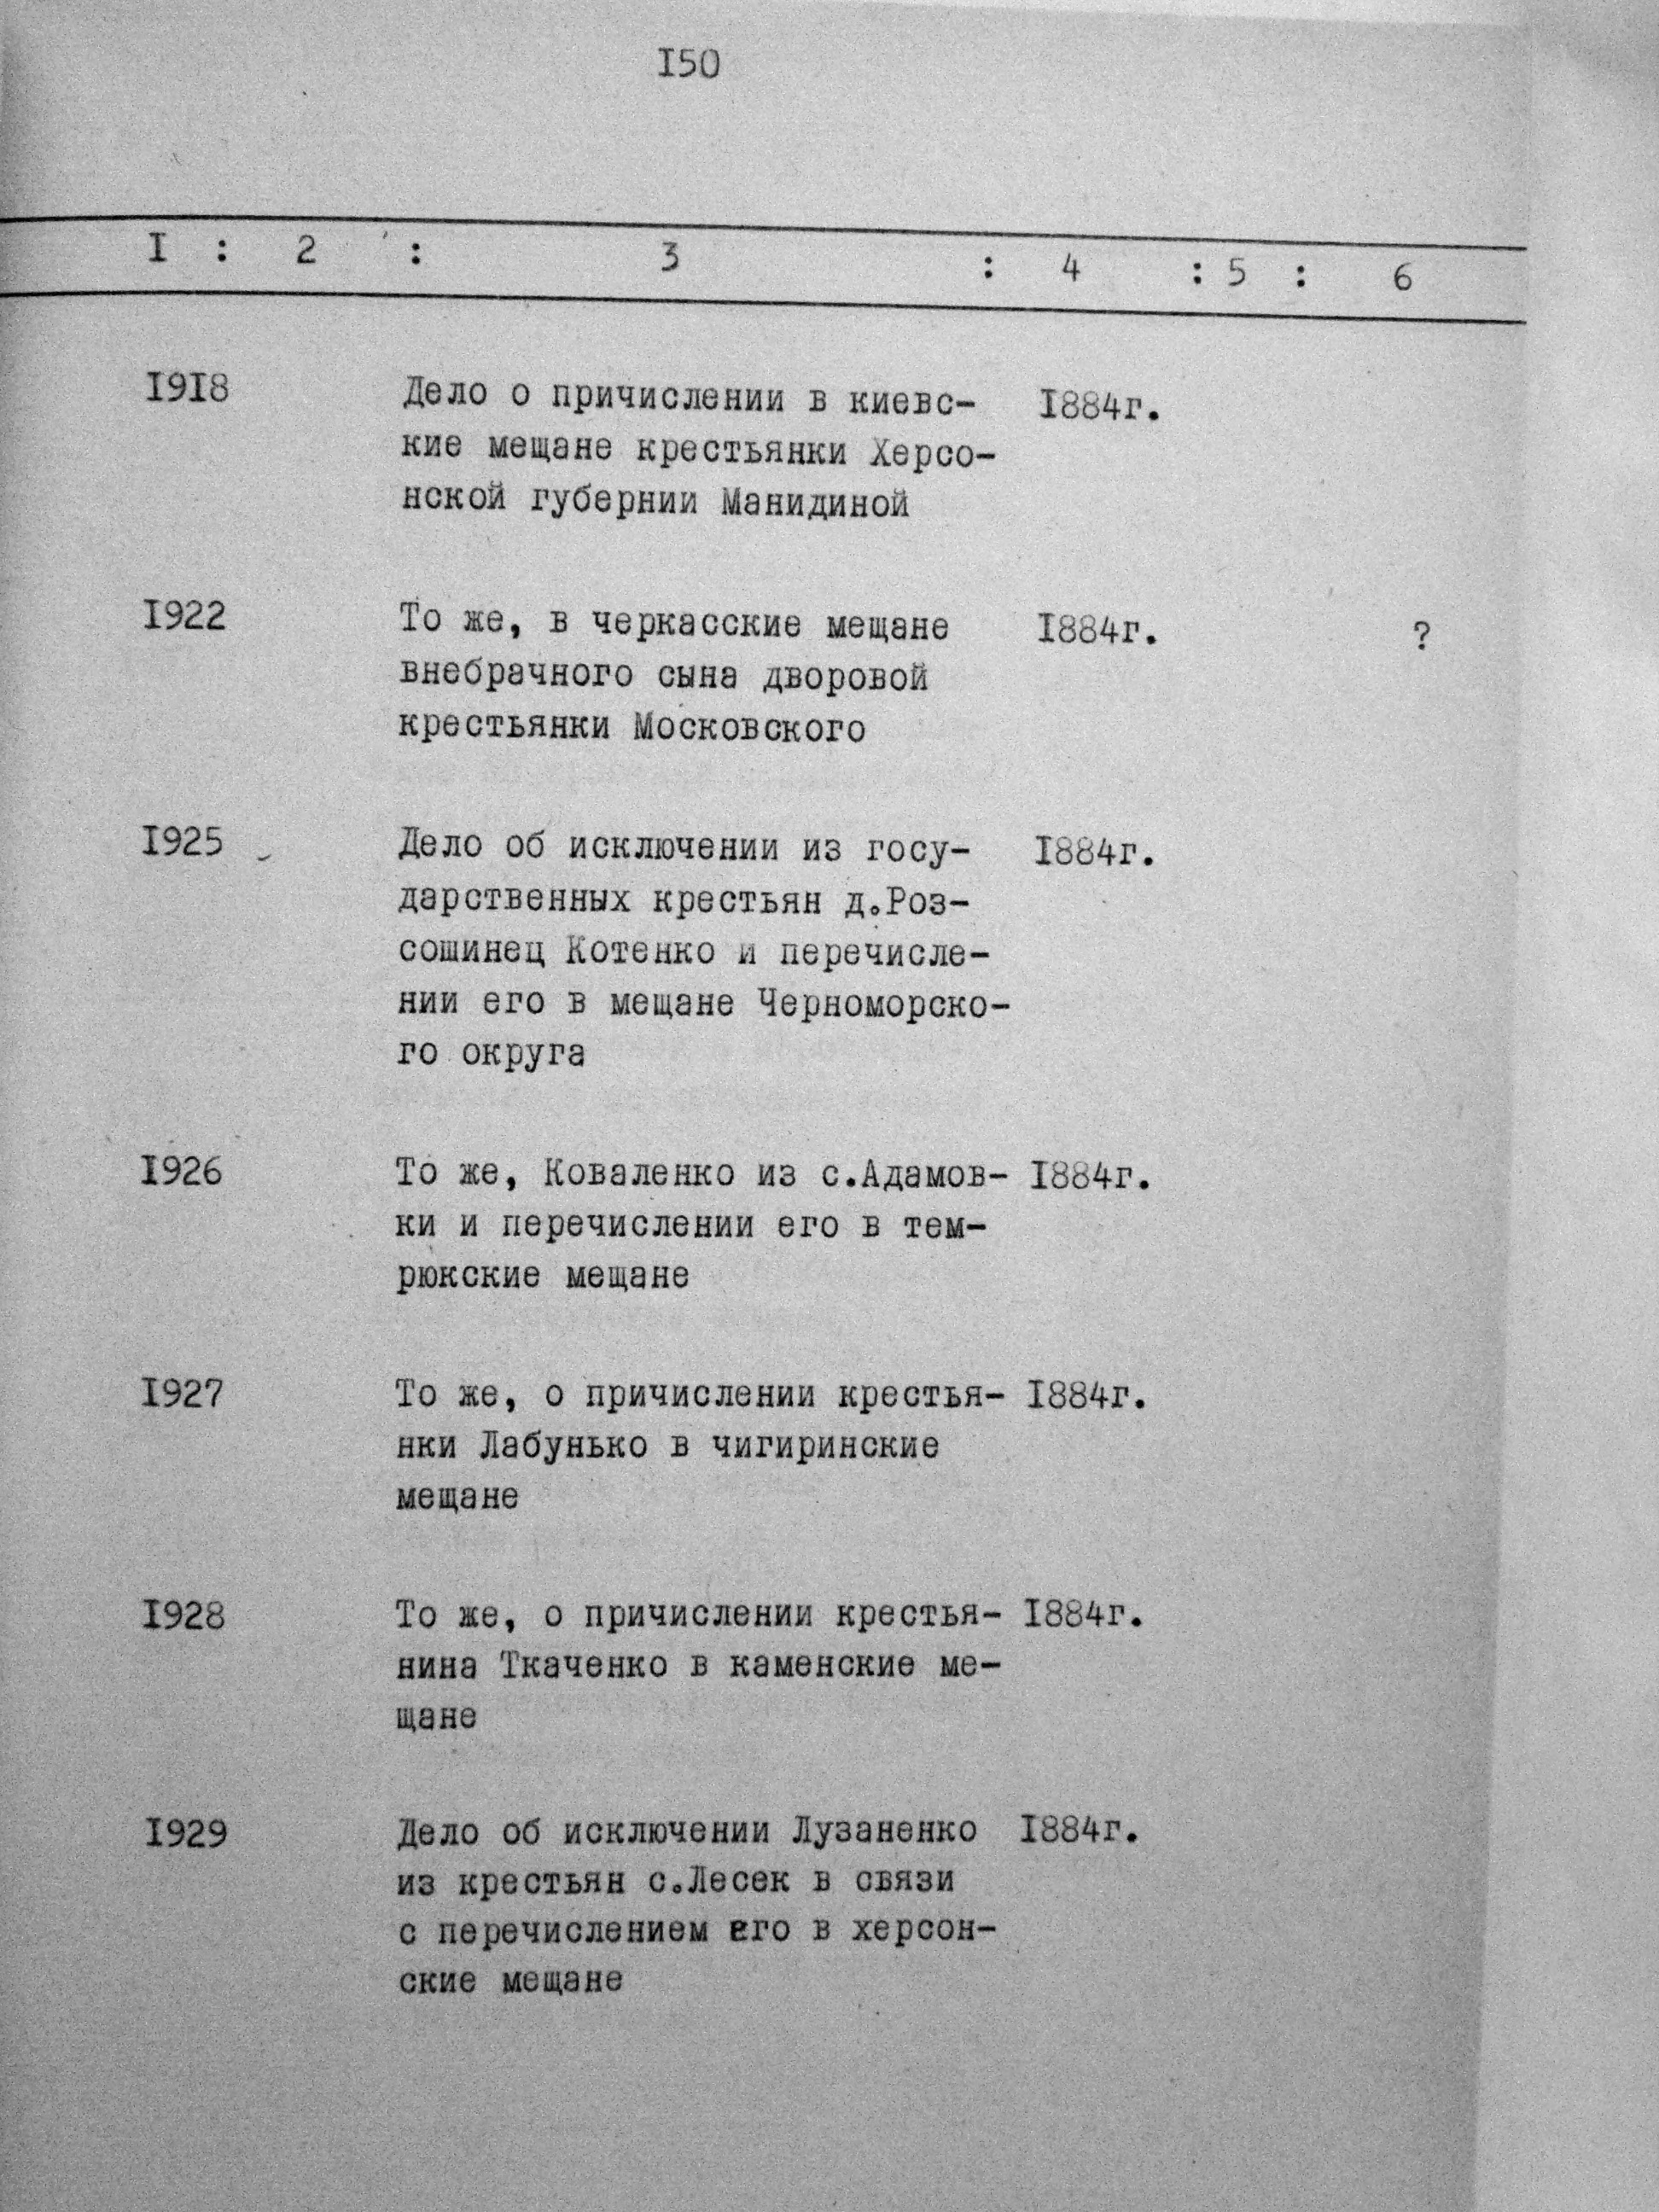 I50
I : 2 : 3 : 4 : 5 : 6
I9I8 Дело о причислении в киевс- I884г.
кие мещане крестьянки Херсо-
нской губернии Манидиной
I922 То же, в черкасские мещане I884г. ?
внебрачного сына дворовой
крестьянки Московского
I925 Дело об исключении из госу- I884г.
дарственных крестьян д.Роз-
сошинец Котенко и перечисле-
нии его в мещане Черноморско-
го округа
I926 То же, Коваленко из с.Адамов- I884г.
ки и перечислении его в тем-
рюкские мещане
I927 То же, о причислении крестья- I884г.
нки Лабунько в чигиринские
мещане
I928 То же, о причислении крестья- I884г.
нина Ткаченко в каменские ме-
щане
I929 Дело об исключении Лузаненко I884г.
из крестьян с.Лесек в связи
с перечислением его в херсон-
ские мещане